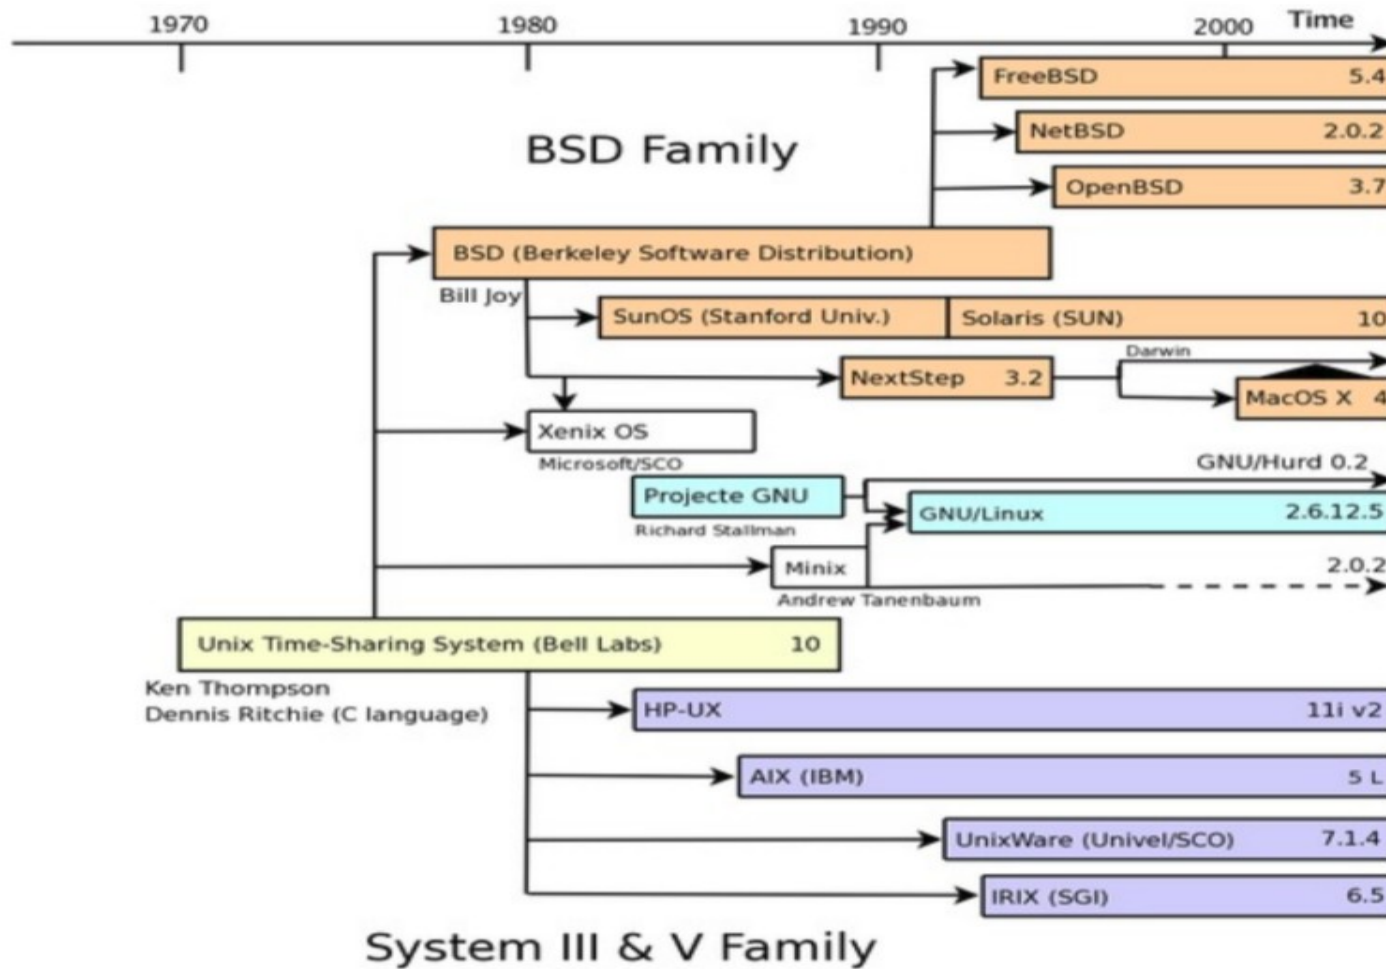 1970 1980 1990 2000 Time
FreeBSD 5.4
NetBSD 2.0.2
BSD Family
OpenBSD 3.7
BSD (Berkeley Software Distribution)
Bill Joy
SunOS (Stanford Univ.) Solaris (SUN) 10
Darwin
NextStep 3.2
MacOS X 4
Xenix OS
Microsoft/SCO
GNU/Hurd 0.2
Projecte GNU
GNU/Linux 2.6.12.5
Richard Stallman
Minix 2.0.2
Andrew Tanenbaum
Unix Time-Sharing System (Bell Labs) 10
Ken Thompson
Dennis Ritchie (C language)
HP-UX 11i v2
AIX (IBM) 5 L
UnixWare (Univel/SCO) 7.1.4
IRIX (SGI) 6.5
System III & V Family